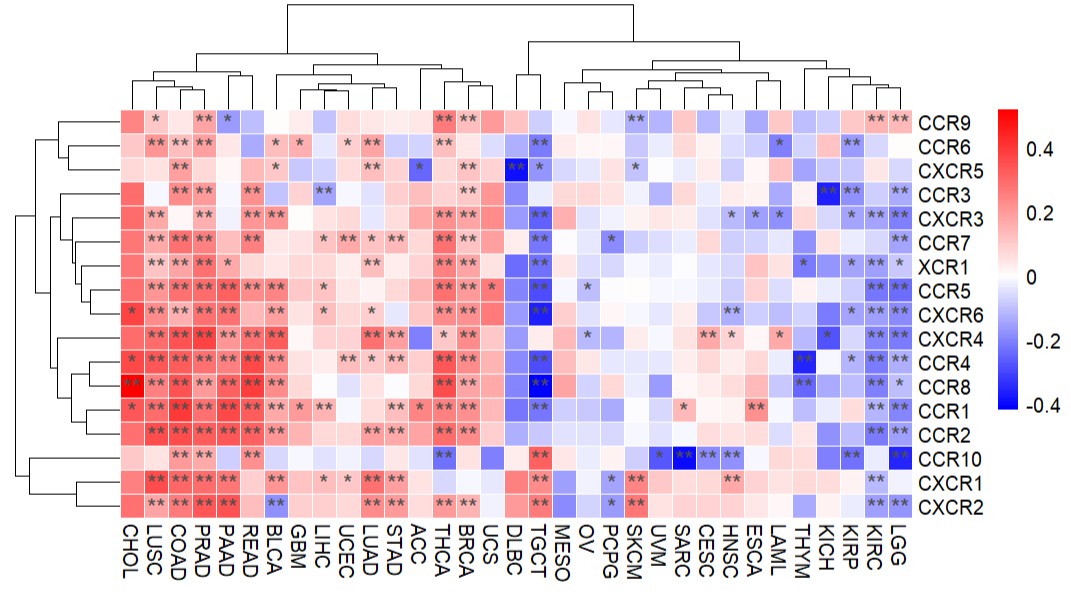 CCR9
CCR6
CXCR5
CCR3
CXCR3
CCR7
XCR1
CCR5
CXCR6
CXCR4
CCR4
CCR8
CCR1
CCR2
CCR10
CXCR1
CXCR2
0.4
0.2
0
-0.2
-0.4
CHOL
LUSC
COAD
PRAD
PAAD
READ
BLCA
GBM
LIHC
UCEC
LUAD
STAD
ACC
THCA
BRCA
UCS
DLBC
TGCT
MESO
OV
PCPG
SKCM
UVM
SARC
CESC
HNSC
ESCA
LAML
THYM
KICH
KIRP
KIRC
LGG